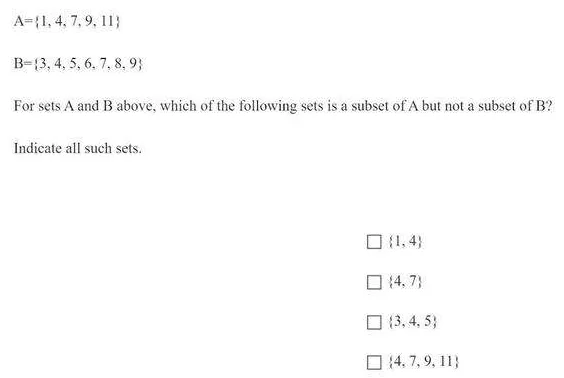 A={1, 4, 7, 9, 11}
B={3, 4, 5, 6, 7, 8, 9}
For sets A and B above, which of the following sets is a subset of A but not a subset of B?
Indicate all such sets.
{1, 4}
{4, 7}
{3, 4, 5}
{4, 7, 9, 11}